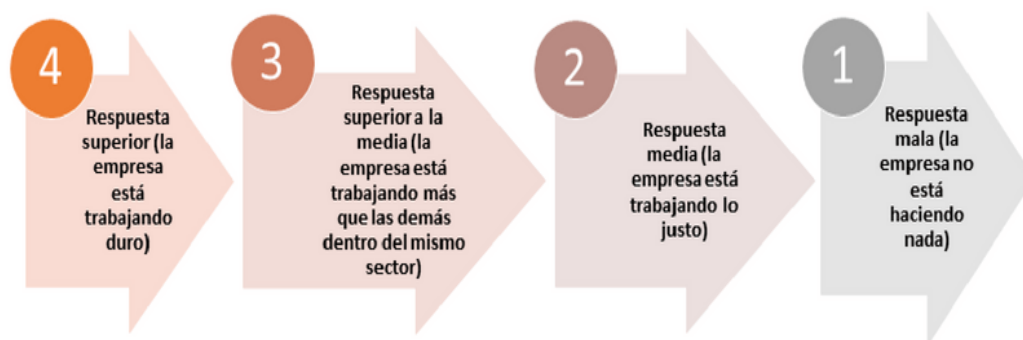 4
Respuesta
superior (la
empresa
está
trabajando
duro)
3
Respuesta
superior a la
media (la
empresa está
trabajando más
que las demás
dentro del mismo
sector)
2
Respuesta
media (la
empresa está
trabajando lo
justo)
1
Respuesta
mala (la
empresa no
está
haciendo
nada)